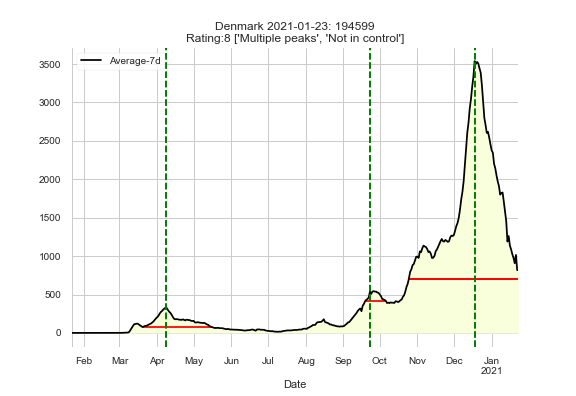 Denmark 2021-01-23: 194599
Rating:8 ['Multiple peaks', 'Not in control']
Average-7d
3500
3000
2500
2000
1500
1000
500
0
Feb Mar Apr May Jun Jul Aug Sep Oct Nov Dec Jan
2021
Date